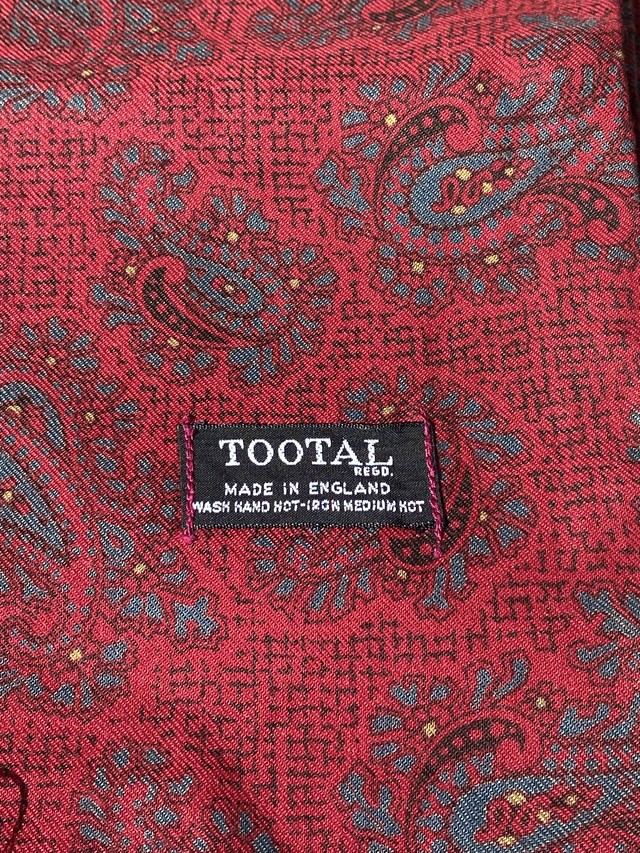 TOOTAL
REGD.
MADE IN ENGLAND
WASH HAND HOT-IRON MEDIUM HOT